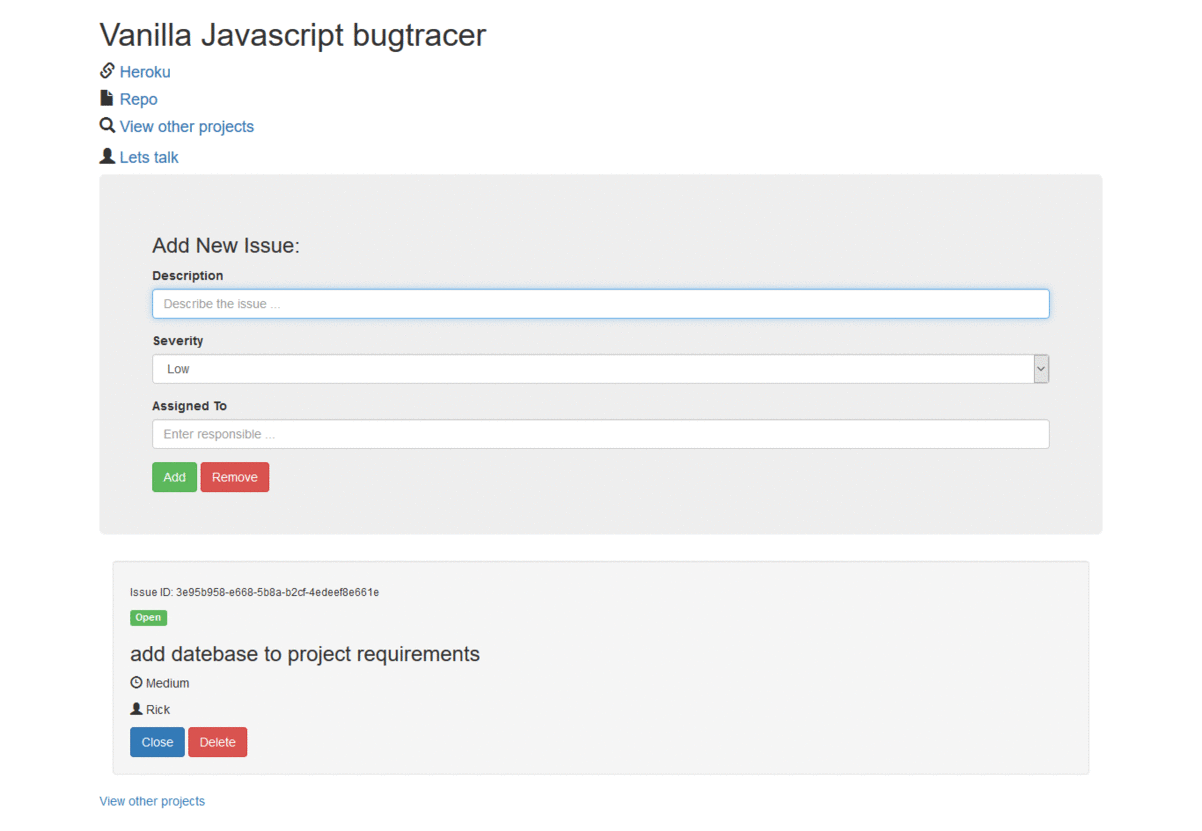 Vanilla Javascript bugtracer
Heroku
Repo
View other projects
Lets talk
Add New Issue:
Description
Describe the issue ...
Severity
Low
Assigned To
Enter responsible ...
Add Remove
Issue ID: 3e95b958-e668-5b8a-b2cf-4edeef8e661e
Open
add datebase to project requirements
Medium
Rick
Close Delete
View other projects